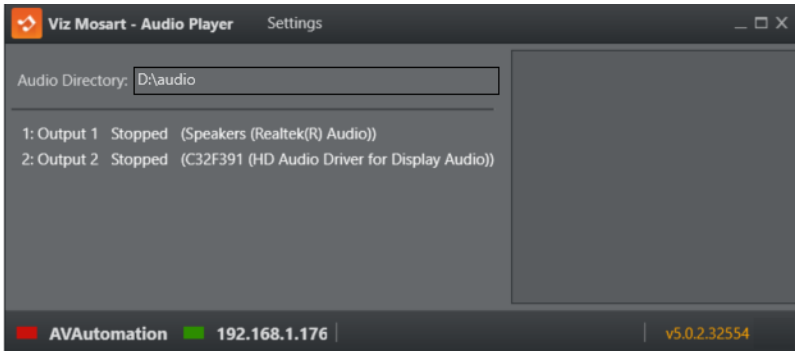 Viz Mosart - Audio Player Settings
Audio Directory: D:\audio
1: Output 1 Stopped (Speakers (Realtek(R) Audio))
2: Output 2 Stopped (C32F391 (HD Audio Driver for Display Audio))
AVAutomation 192.168.1.176 v5.0.2.32554